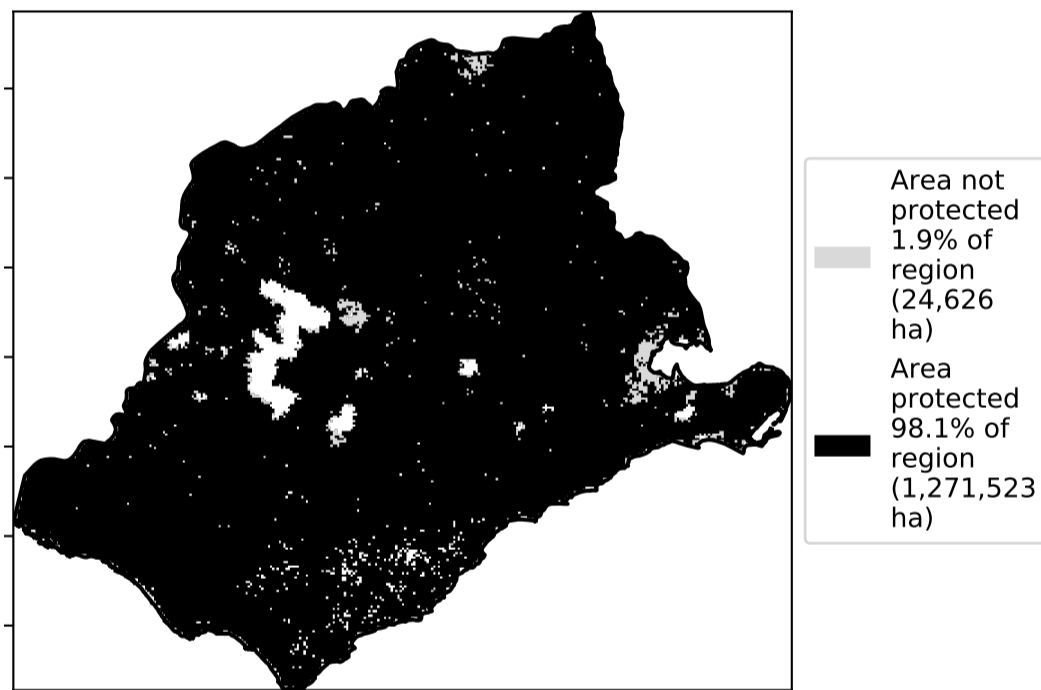 Area not
protected
1.9% of
region
(24,626
ha)
Area
protected
98.1% of
region
(1,271,523
ha)